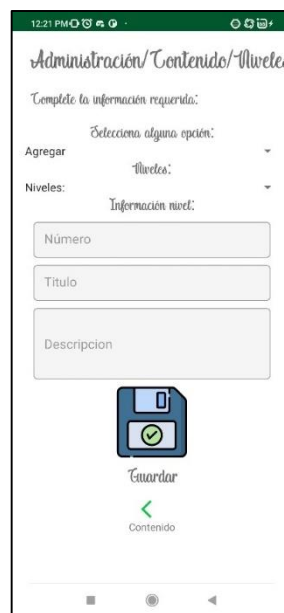 12:21 PM
Administración/Contenido/Niveles
Complete la información requerida:
Selecciona alguna opción:
Agregar
Niveles:
Niveles:
Información nivel:
Número
Titulo
Descripcion
Guardar
Contenido